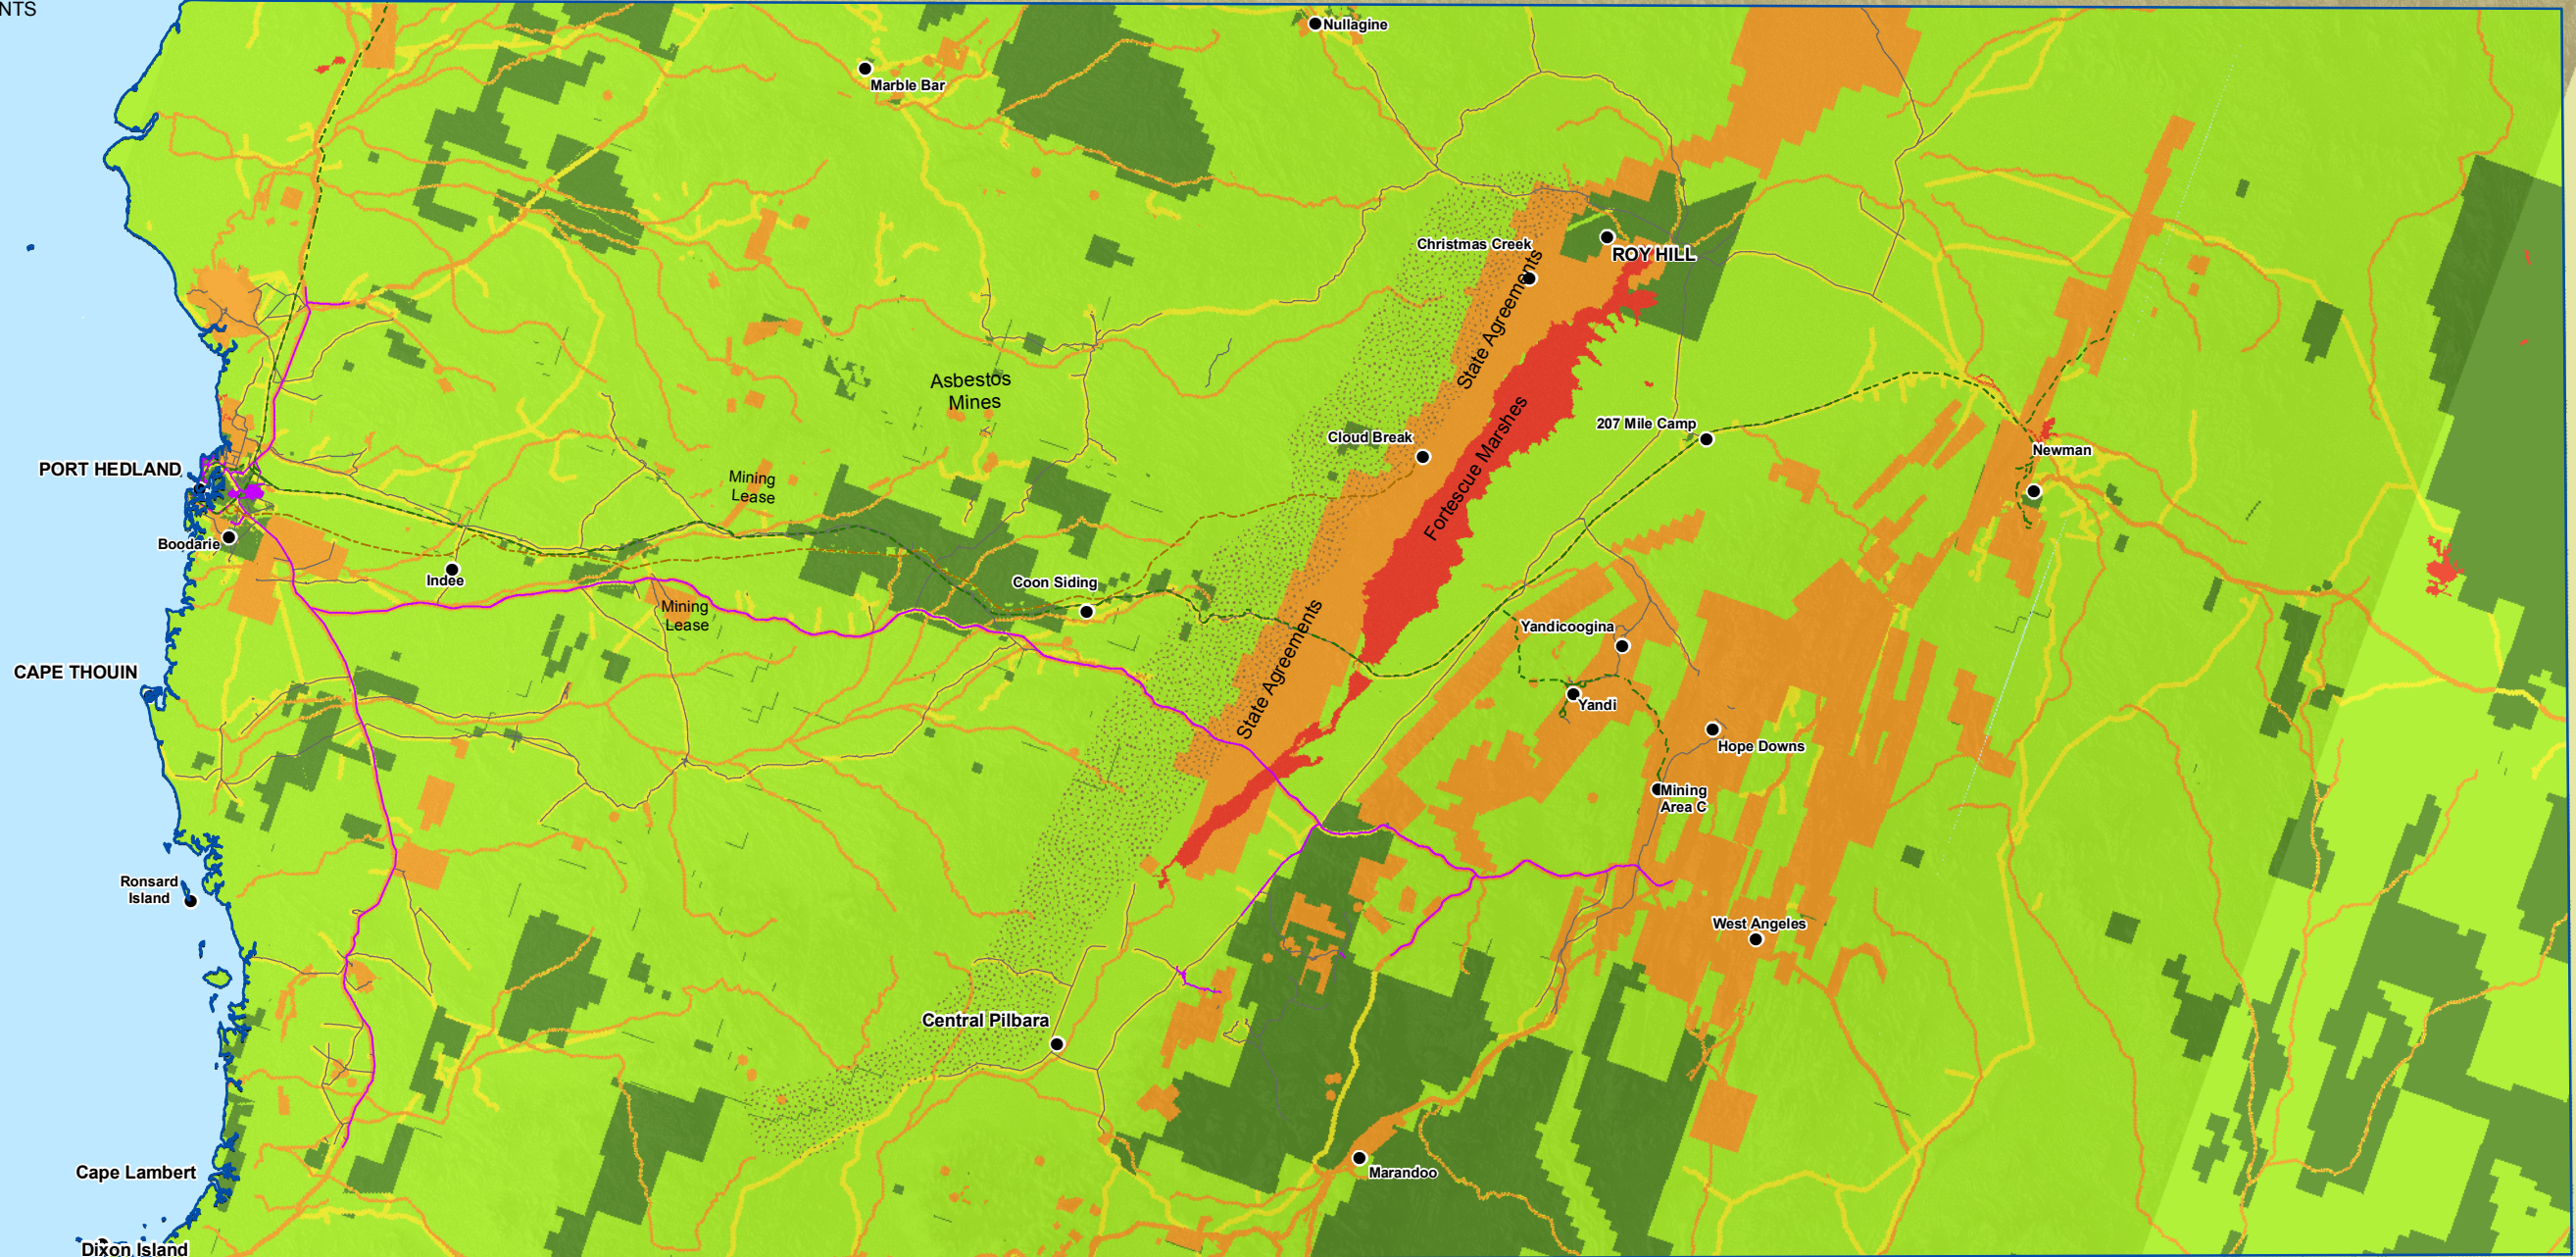 NTS
Nullagine
Marble Bar
Christmas Creek
ROY HILL
State Agreements
Asbestos
Mines
Fortescue Marshes
207 Mile Camp
Cloud Break
Newman
PORT HEDLAND
Mining
Lease
Boodarie
Indee
Coon Siding
Mining
Lease
State Agreements
Yandicoogina
CAPE THOUIN
Yandi
Hope Downs
Mining
Area C
Ronsard
Island
West Angeles
Central Pilbara
Cape Lambert
Marandoo
Dixon Island